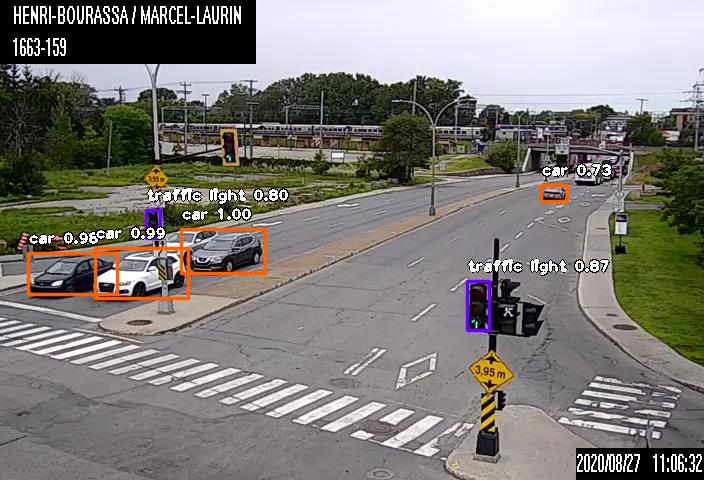 HENRI-BOURASSA / MARCEL-LAURIN
1663-159
car 0.73
3,95 m
traffic light 0.80
car 1.00
car 0.96
car 0.99
traffic light 0.87
3,95 m
2020/08/27 11:06:32